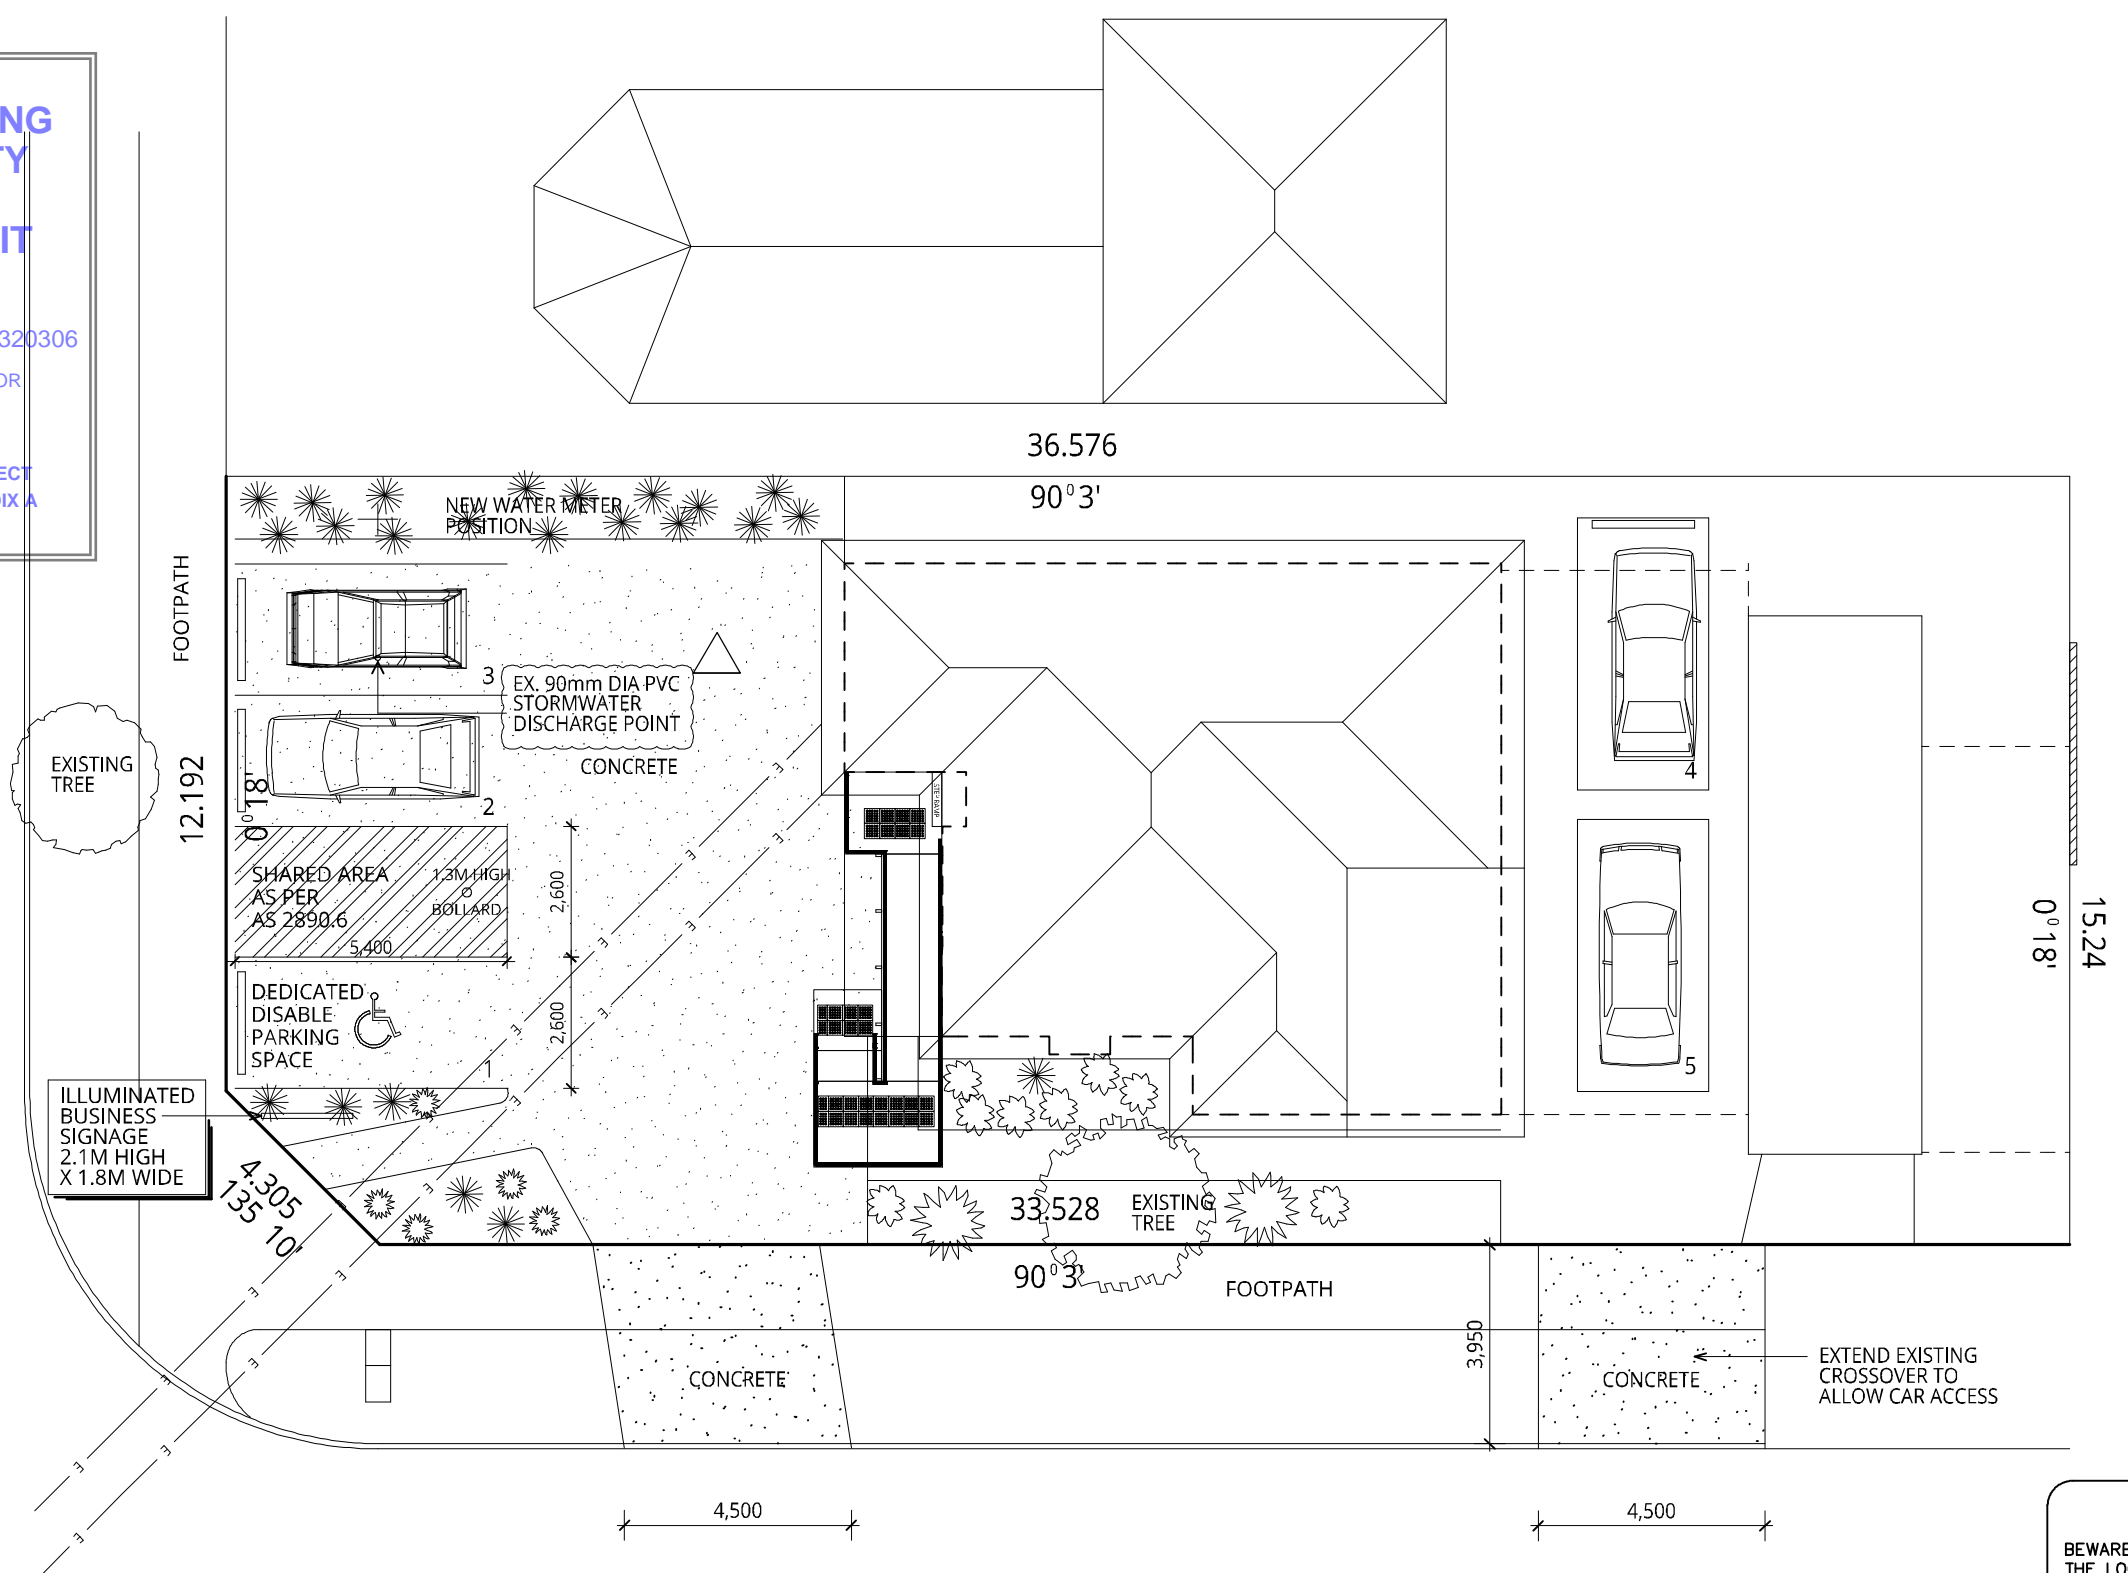 NG
TY
IT
320306
OR
ECT
DIX A
36.576
90°3'
NEW WATER METER
POSITION
FOOTPATH
3
EX. 90mm DIA PVC
STORMWATER
DISCHARGE POINT
CONCRETE
EXISTING
TREE
12.192
0°18'
2
4
SHARED AREA
AS PER
AS 2890.6
1.3M HIGH
BOLLARD
5,400
2,600
2,600
DEDICATED
DISABLE
PARKING
SPACE
1
5
15.24
0°18'
ILLUMINATED
BUSINESS
SIGNAGE
2.1M HIGH
X 1.8M WIDE
4.305
135 10'
33.528
EXISTING
TREE
90°3'
FOOTPATH
3,950
CONCRETE
CONCRETE
EXTEND EXISTING
CROSSOVER TO
ALLOW CAR ACCESS
4,500
4,500
E E E E E E E E E E E E E E E E
BEWARE